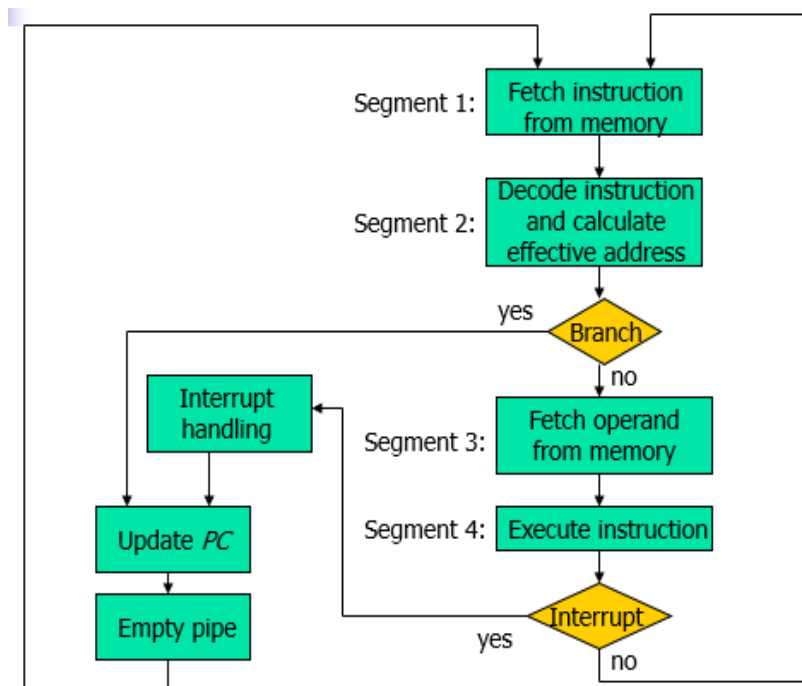 Segment 1:
Fetch instruction
from memory
Segment 2:
Decode instruction
and calculate
effective address
yes
Branch
no
Interrupt
handling
Segment 3:
Fetch operand
from memory
Update PC
Segment 4:
Execute instruction
Empty pipe
Interrupt
yes
no